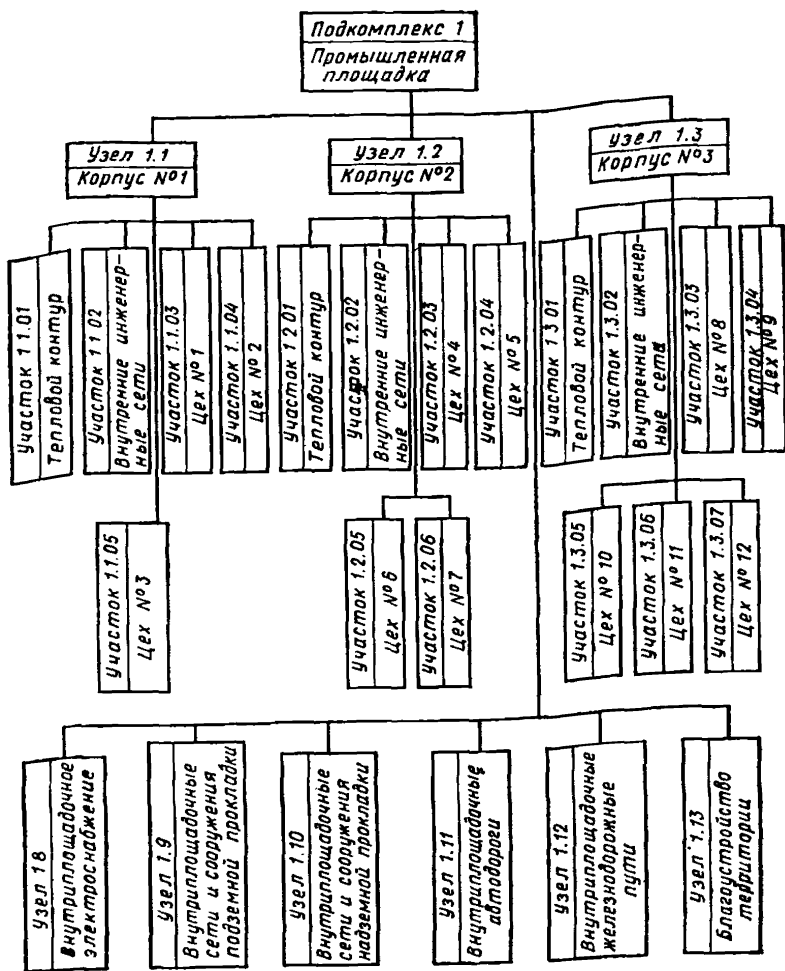 Подкомплекс 1
Промышленная
площадка
Узел 1.1
Корпус №1
Узел 1.2
Корпус №2
Узел 1.3
Корпус №3
Участок 1 1.01
Тепловой контур
Участок 1 1 02
Внутренние инженер-
ные сети
Участок 1.1.03
Цех №1
Участок 1.1.04
Цех №2
Участок 1.2 01
Тепловой контур
Участок 1.2.02
Внутренние инженер-
ные сети
Участок 1.2.03
Цех №4
Участок 1.2.04
Цех №5
Участок 1 3 01
Тепловой контур
Участок 1.3.02
Внутренние инженер-
ные сети
Участок 1.3.03
Цех №8
Участок 1.3.04
Цех №9
Участок 1.1.05
Цех №3
Участок 1.2.05
Цех №6
Участок 1.2.06
Цех №7
Участок 1.3.05
Цех №10
Участок 1.3.06
Цех №11
Участок 1.3.07
Цех №12
Узел 1 8
Внутриплощадочное
электроснабжение
Узел 1.9
Внутриплощадочные
сети и сооружения
подземной прокладки
Узел 1.10
Внутриплощадочные
сети и сооружения
надземной прокладки
Узел 1.11
Внутриплощадочные
автодороги
Узел 1.12
Внутриплощадочные
железнодорожные
пути
Узел 1.13
Благоустройство
территории